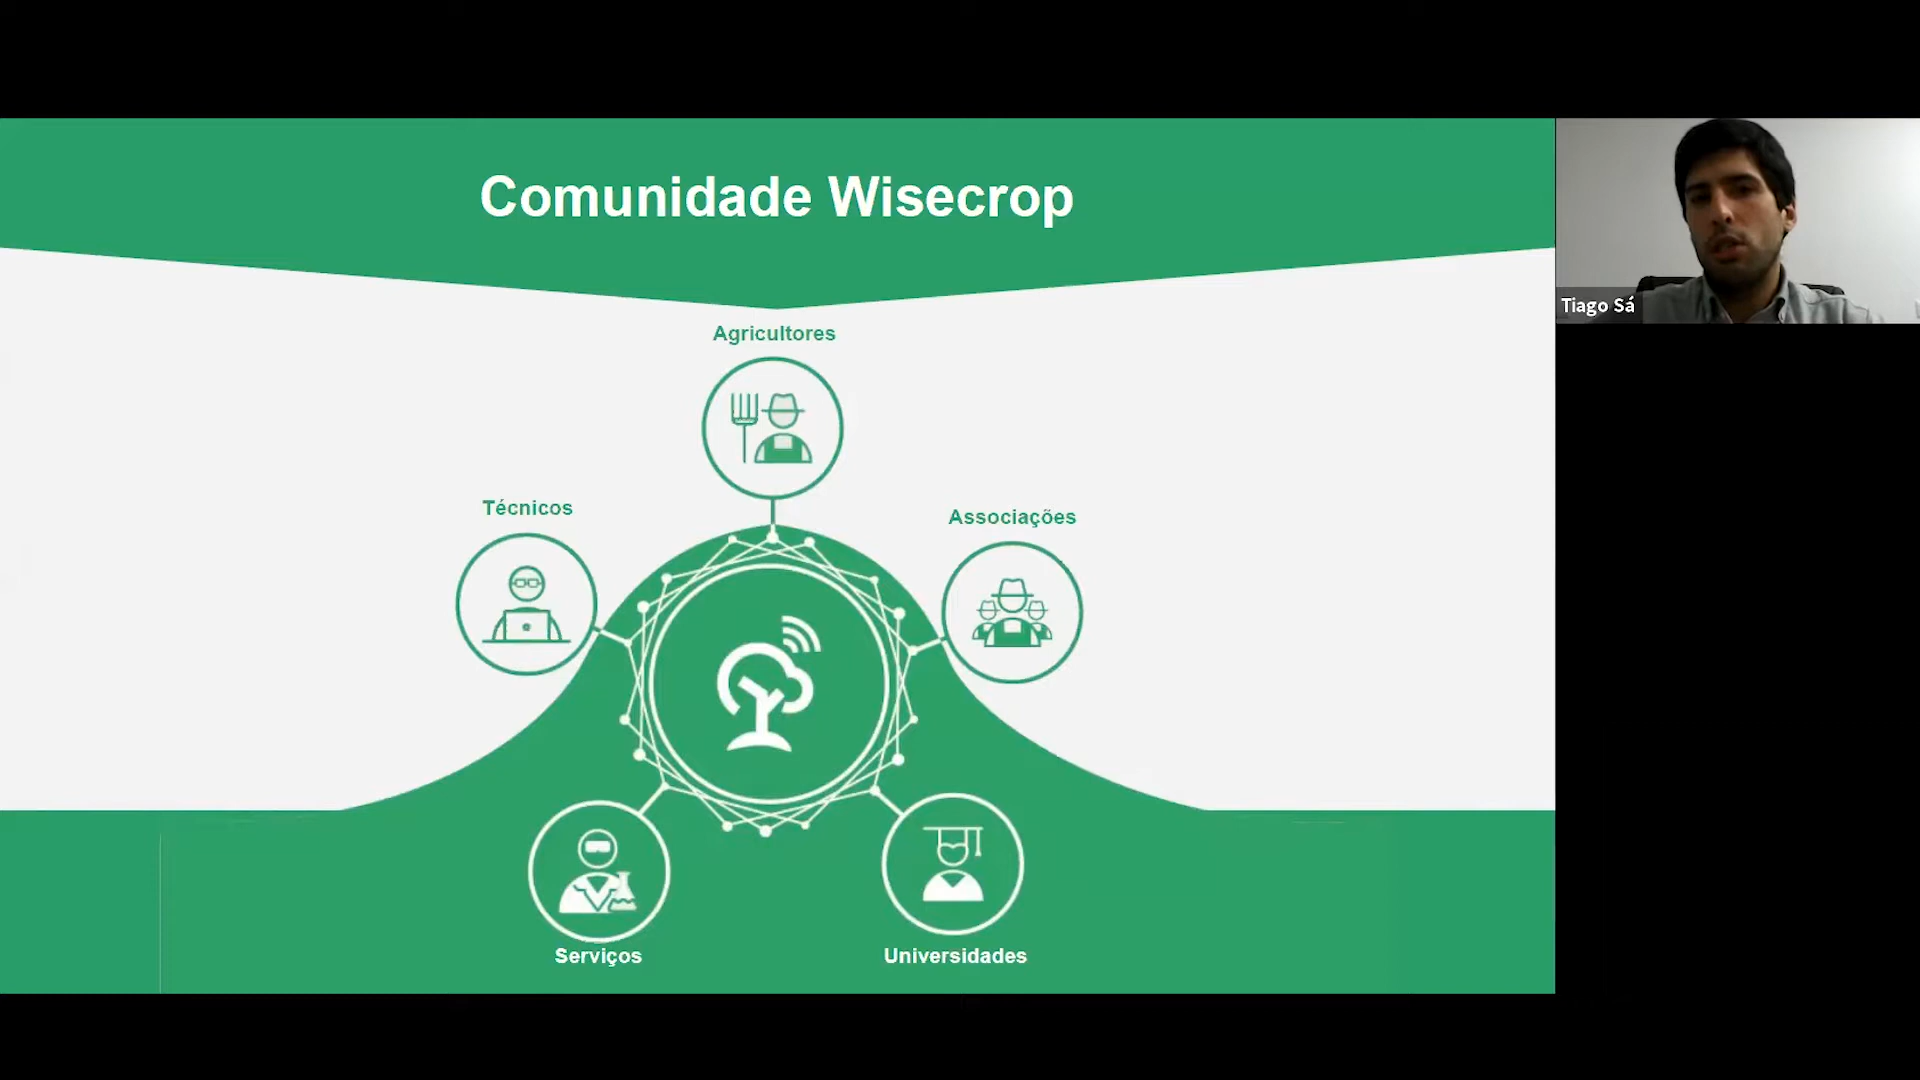 Comunidade Wisecrop
Agricultores
Técnicos
Associações
Serviços
Universidades
Tiago Sá